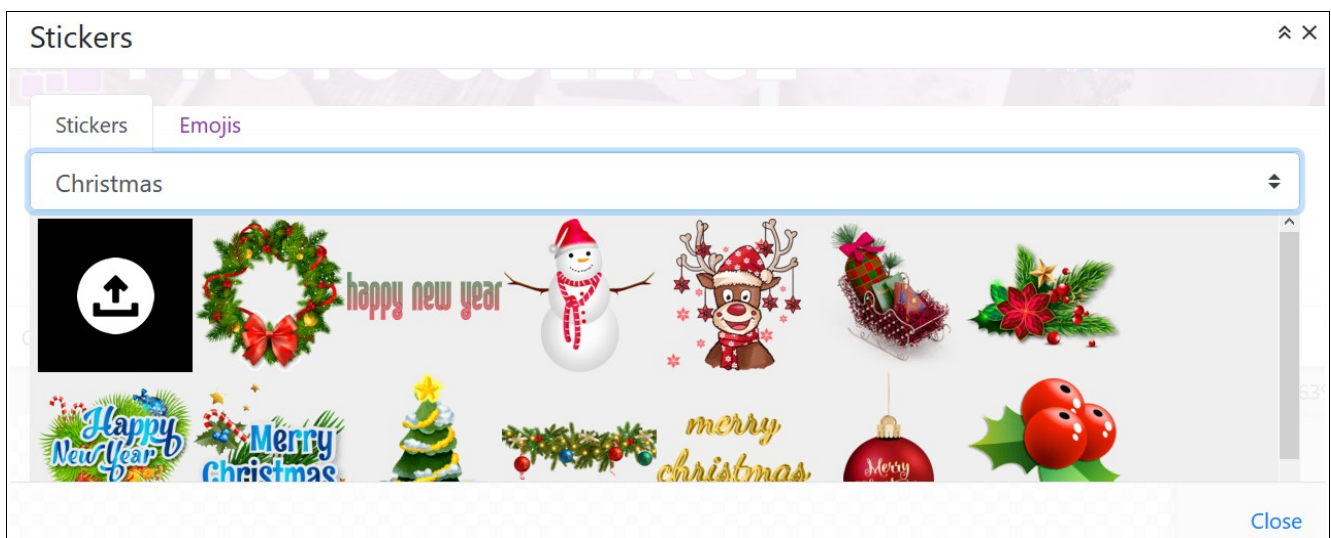 Stickers
Stickers
Emojis
Christmas
happy new year
Happy
New Year
Merry
Christmas
merry
christmas
Merry
Close